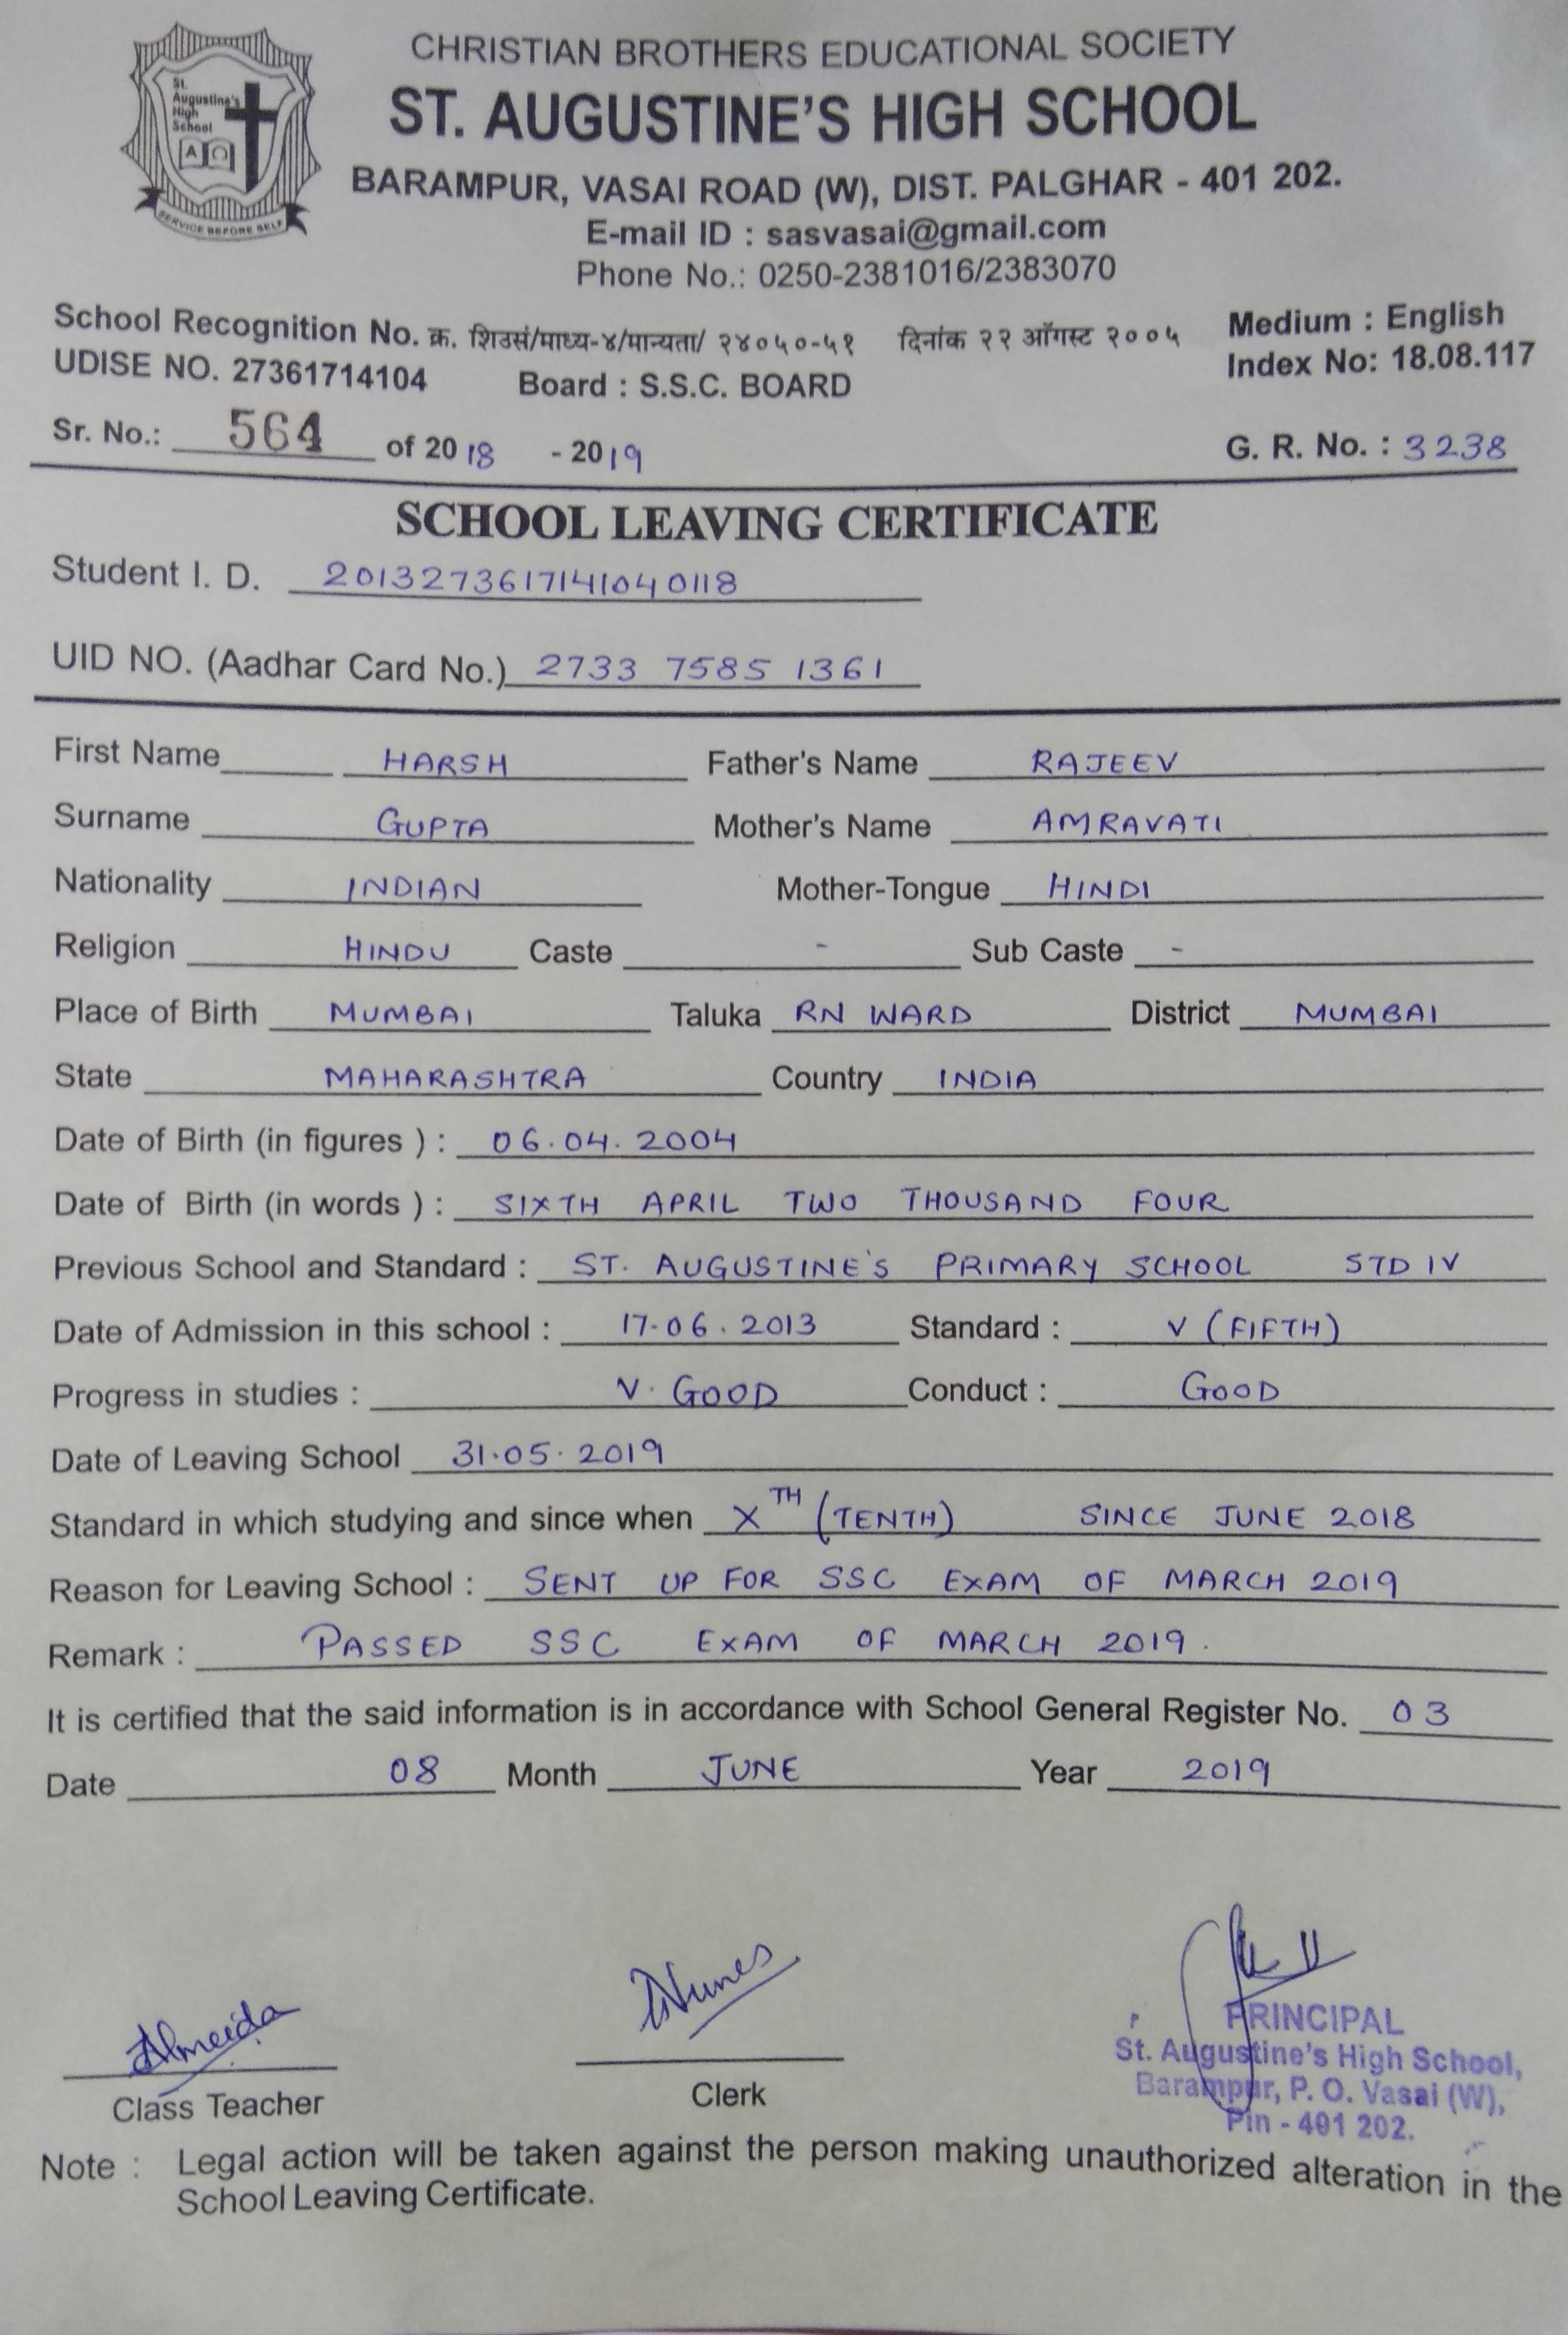 St.
Augustine's
High
School
A Ω
SERVICE BEFORE SELF
CHRISTIAN BROTHERS EDUCATIONAL SOCIETY
ST. AUGUSTINE'S HIGH SCHOOL
BARAMPUR, VASAI ROAD (W), DIST. PALGHAR - 401 202.
E-mail ID : sasvasai@gmail.com
Phone No.: 0250-2381016/2383070
School Recognition No. क्र. शिउसं/माध्य-४/मान्यता/ २४०५०-५१ दिनांक २२ ऑगस्ट २००५ Medium : English
UDISE NO. 27361714104 Board : S.S.C. BOARD Index No: 18.08.117
Sr. No.: 564 of 2018 - 2019 G. R. No. : 3238
SCHOOL LEAVING CERTIFICATE
Student I. D. 2013273617141040118
UID NO. (Aadhar Card No.) 2733 7585 1361
First Name HARSH Father's Name RAJEEV
Surname GUPTA Mother's Name AMRAVATI
Nationality INDIAN Mother-Tongue HINDI
Religion HINDU Caste - Sub Caste -
Place of Birth MUMBAI Taluka RN WARD District MUMBAI
State MAHARASHTRA Country INDIA
Date of Birth (in figures ) : 06.04.2004
Date of Birth (in words ) : SIXTH APRIL TWO THOUSAND FOUR
Previous School and Standard : ST. AUGUSTINE'S PRIMARY SCHOOL STD IV
Date of Admission in this school : 17.06.2013 Standard : V (FIFTH)
Progress in studies : V. GOOD Conduct : GOOD
Date of Leaving School 31.05.2019
Standard in which studying and since when X TH (TENTH) SINCE JUNE 2018
Reason for Leaving School : SENT UP FOR SSC EXAM OF MARCH 2019
Remark : PASSED SSC EXAM OF MARCH 2019.
It is certified that the said information is in accordance with School General Register No. 03
Date 08 Month JUNE Year 2019
Almeida
Nunes
Class Teacher
Clerk
PRINCIPAL
St. Augustine's High School,
Barampur, P. O. Vasai (W),
Pin - 401 202.
Note : Legal action will be taken against the person making unauthorized alteration in the
School Leaving Certificate.